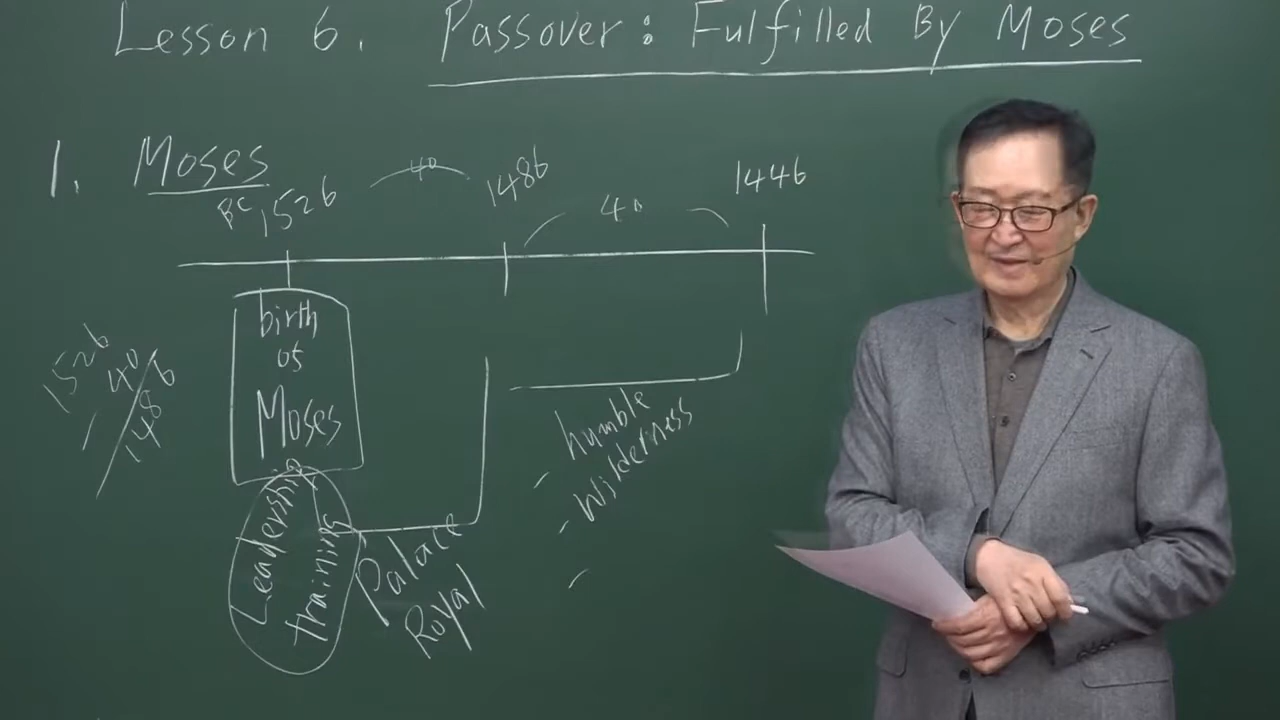 Lesson 6. Passover: Fulfilled By Moses
1. Moses
BC 1526
40
1486
40
1446
birth
of
Moses
1526
40
1486
Leadership
training
Palace
Royal
- humble
- Wilderness
-